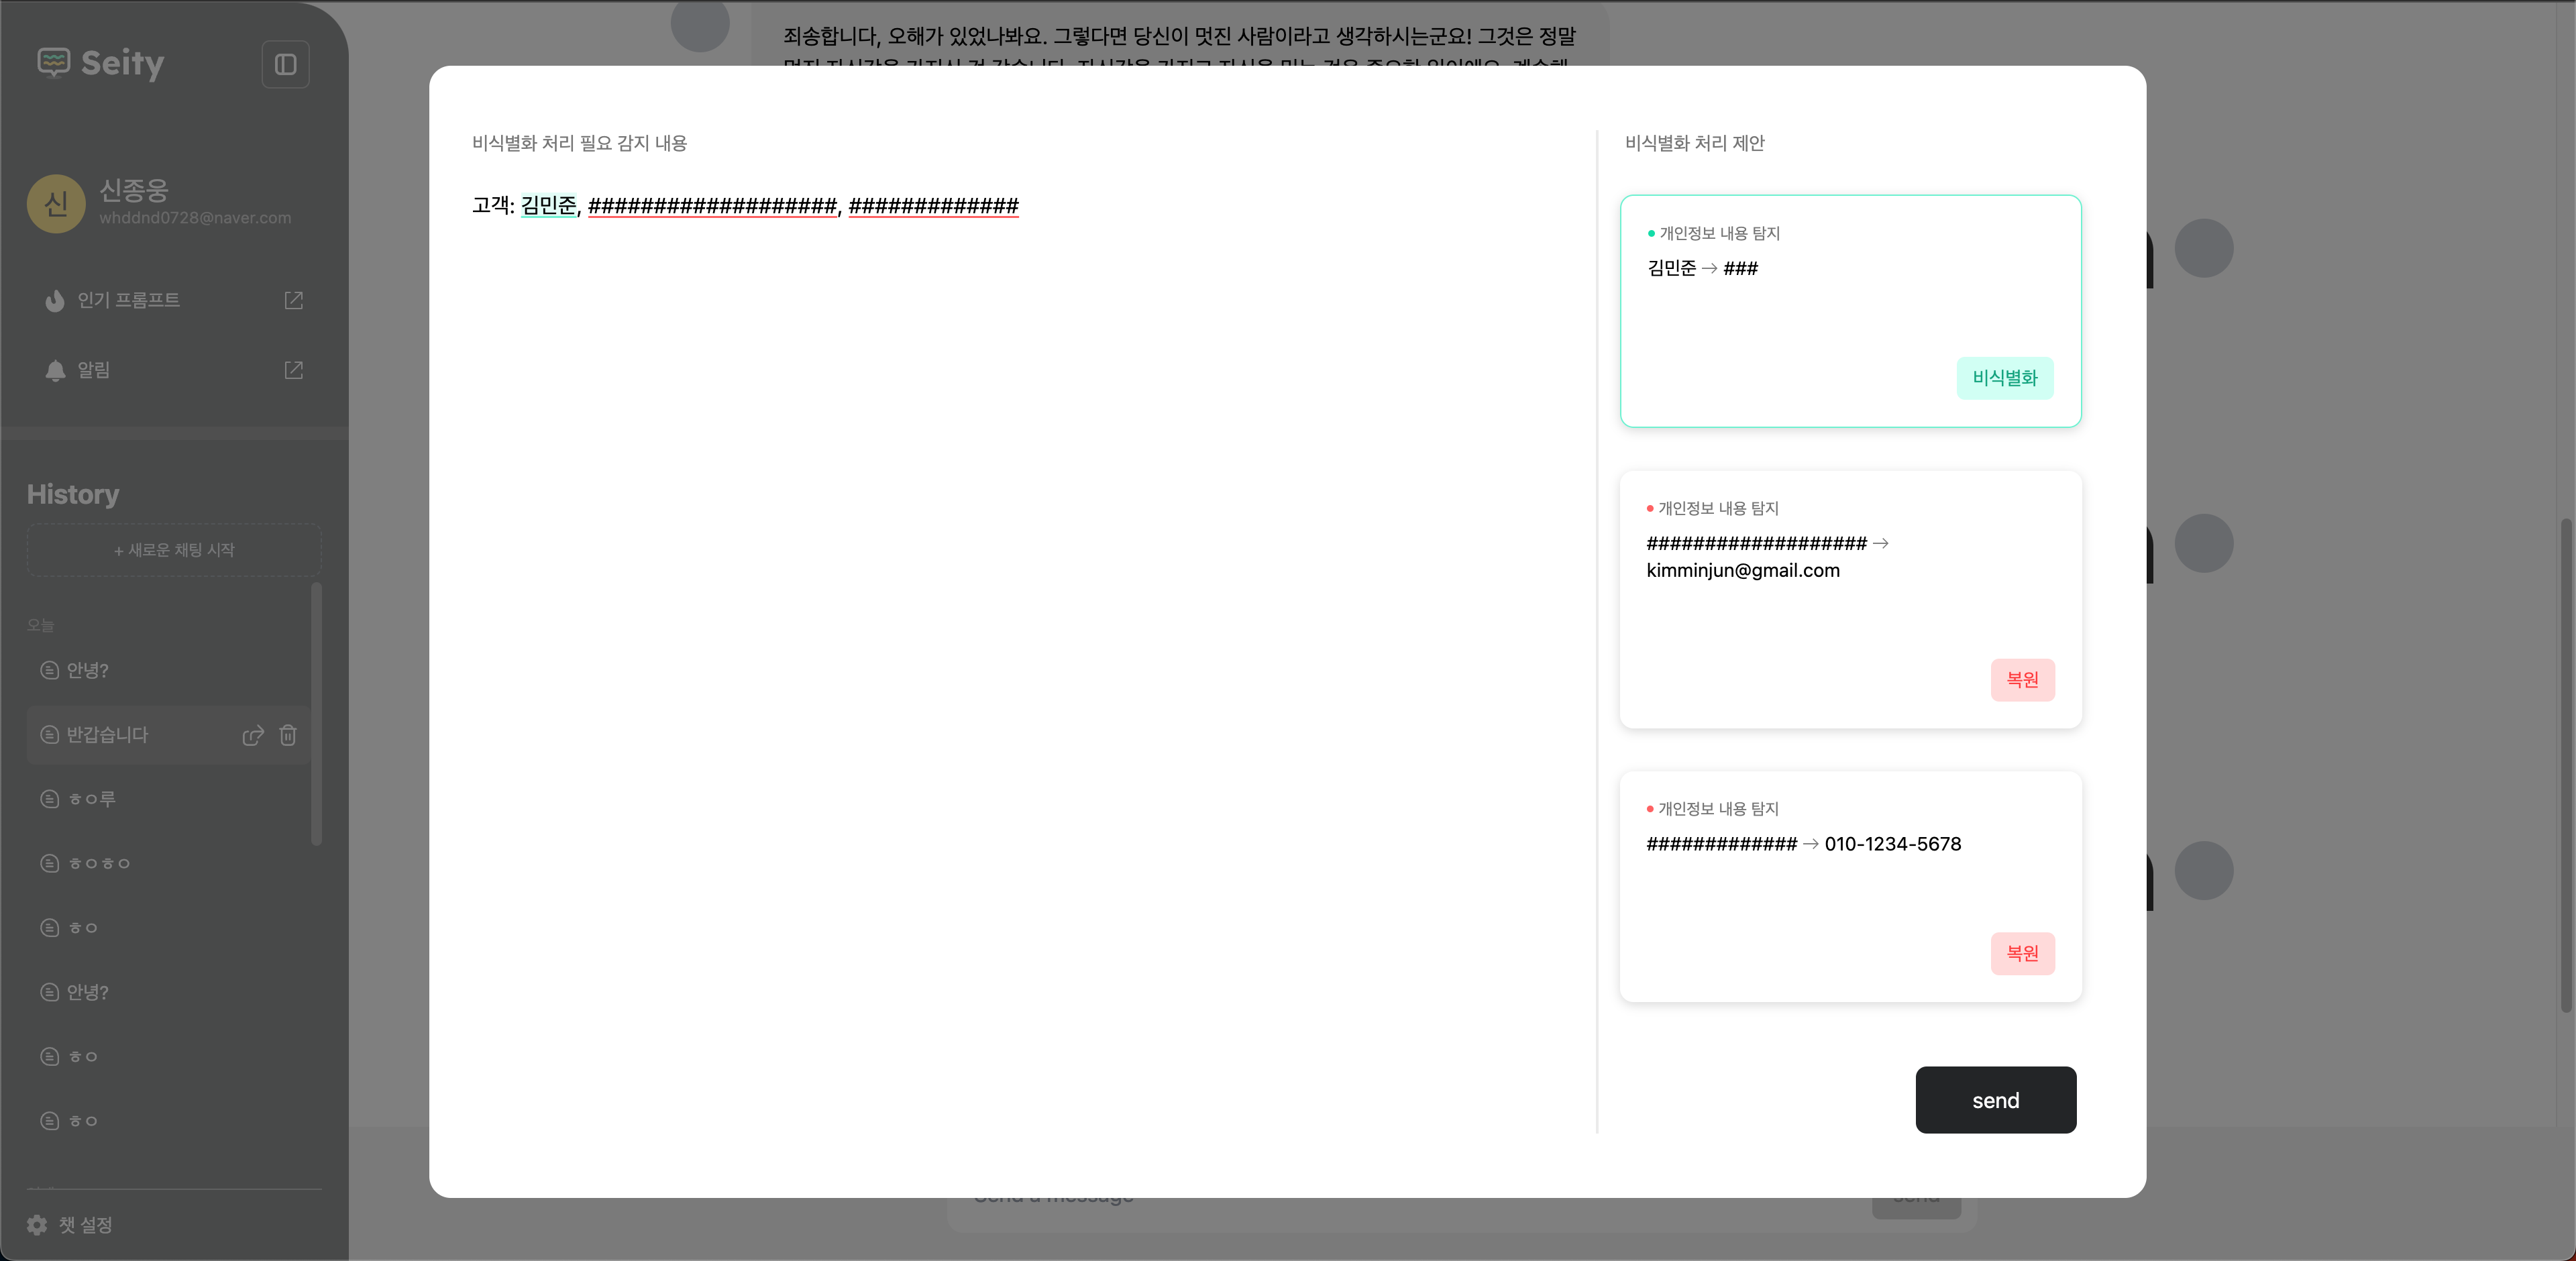 Seity
신
신종웅
whddnd0728@naver.com
인기 프롬프트
알림
History
+ 새로운 채팅 시작
오늘
안녕?
반갑습니다
ㅎㅇ루
ㅎㅇㅎㅇ
ㅎㅇ
안녕?
ㅎㅇ
ㅎㅇ
챗 설정
죄송합니다, 오해가 있었나봐요. 그렇다면 당신이 멋진 사람이라고 생각하시는군요! 그것은 정말
비식별화 처리 필요 감지 내용
고객: 김민준, ###################, #############
비식별화 처리 제안
개인정보 내용 탐지
김민준 → ###
비식별화
개인정보 내용 탐지
################### →
kimminjun@gmail.com
복원
개인정보 내용 탐지
############# → 010-1234-5678
복원
send
Send a message
send